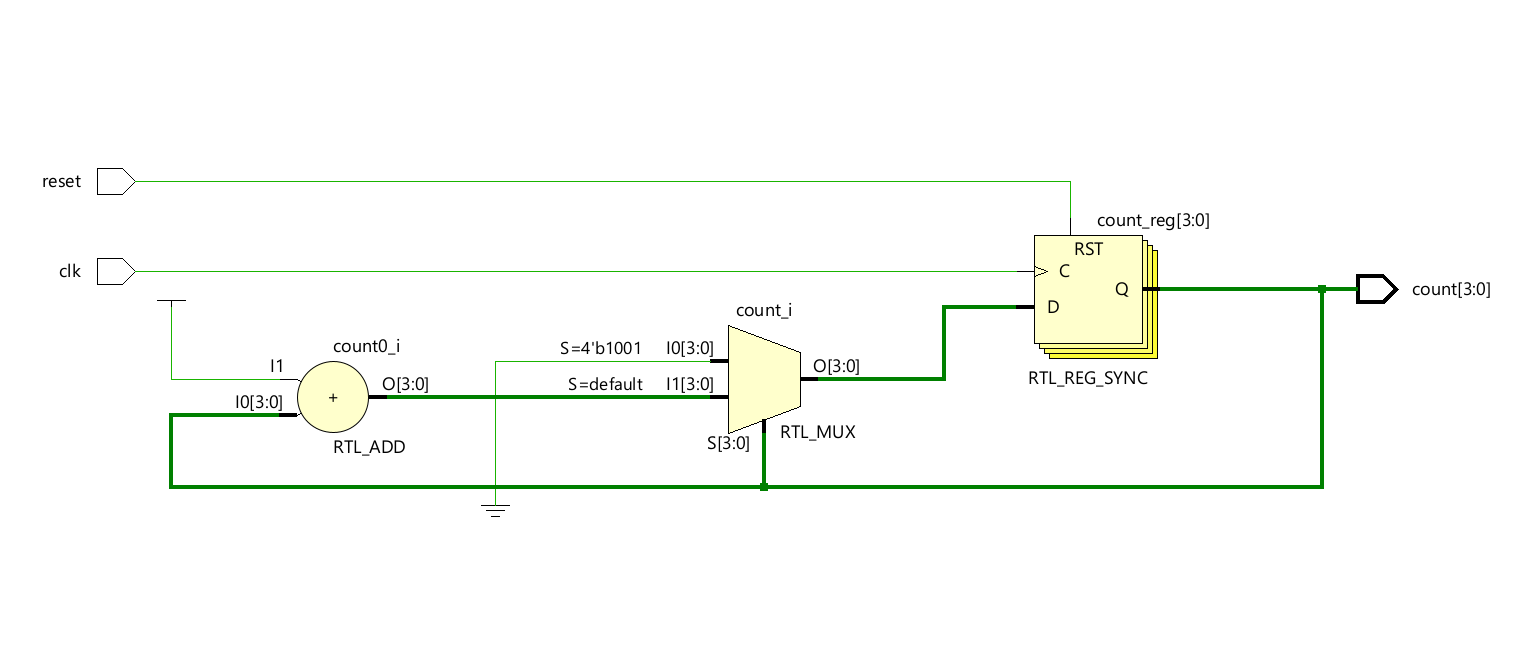 reset
count_reg[3:0]
RST
clk
C
Q
count[3:0]
D
count_i
count0_i
S=4'b1001 I0[3:0]
I1
O[3:0]
S=default I1[3:0]
O[3:0]
RTL_REG_SYNC
+
I0[3:0]
RTL_ADD
S[3:0]
RTL_MUX